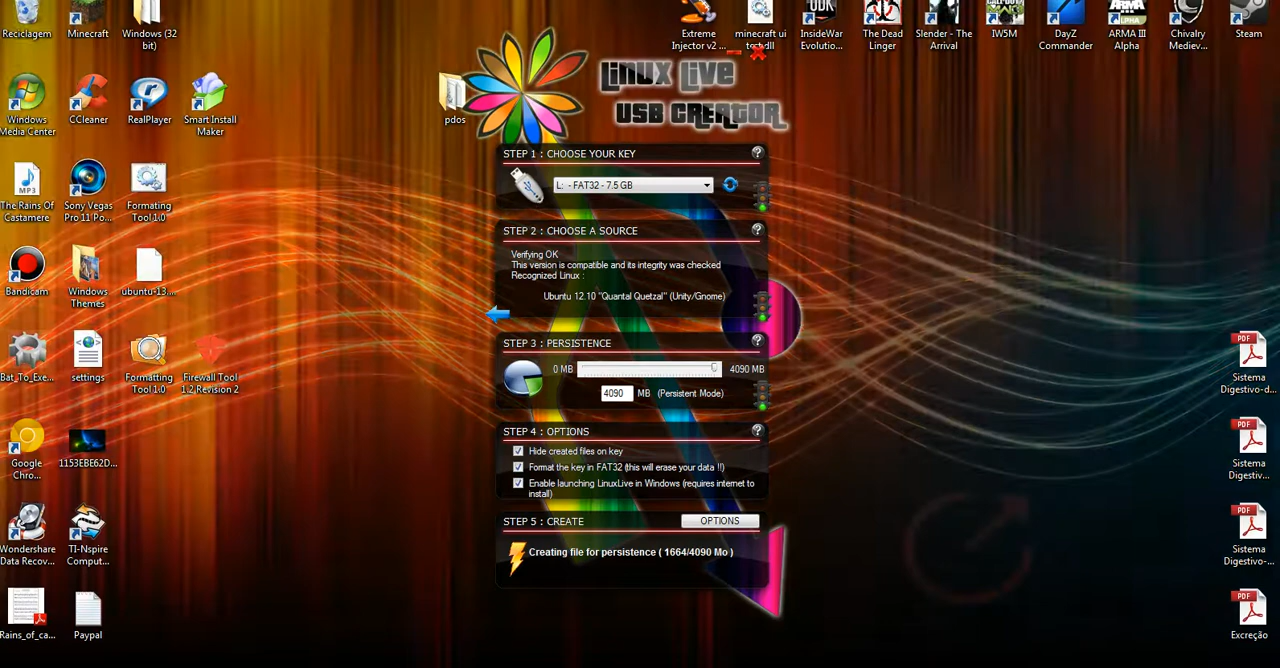 Reciclagem
Minecraft
Windows (32
bit)
Extreme
Injector v2 ...
minecraft ui
test.dll
InsideWar
Evolutio...
The Dead
Linger
Slender - The
Arrival
IW5M
DayZ
Commander
ARMA III
Alpha
Chivalry
Mediev...
Steam
Windows
Media Center
CCleaner
RealPlayer
Smart Install
Maker
pdos
Linux Live
USB Creator
STEP 1 : CHOOSE YOUR KEY
?
L: - FAT32 - 7.5 GB
MP3
The Rains Of
Castamere
Sony Vegas
Pro 11 Po...
Formating
Tool 1.0
STEP 2 : CHOOSE A SOURCE
?
Verifying OK
This version is compatible and its integrity was checked
Recognized Linux :
Ubuntu 12.10 "Quantal Quetzal" (Unity/Gnome)
Bandicam
Windows
Themes
ubuntu-13....
STEP 3 : PERSISTENCE
?
0 MB
4090 MB
4090
MB
(Persistent Mode)
Bat_To_Exe...
settings
Formatting
Tool 1.0
Firewall Tool
1.2 Revision 2
PDF
Sistema
Digestivo-d...
STEP 4 : OPTIONS
?
Hide created files on key
Format the key in FAT32 (this will erase your data !!)
Enable launching LinuxLive in Windows (requires internet to
install)
Google
Chro...
1153EBE62D...
PDF
Sistema
Digestiv...
STEP 5 : CREATE
OPTIONS
Creating file for persistence ( 1664/4090 Mo )
Wondershare
Data Recov...
TI-Nspire
Comput...
PDF
Sistema
Digestivo-...
Rains_of_ca...
Paypal
PDF
Excreção